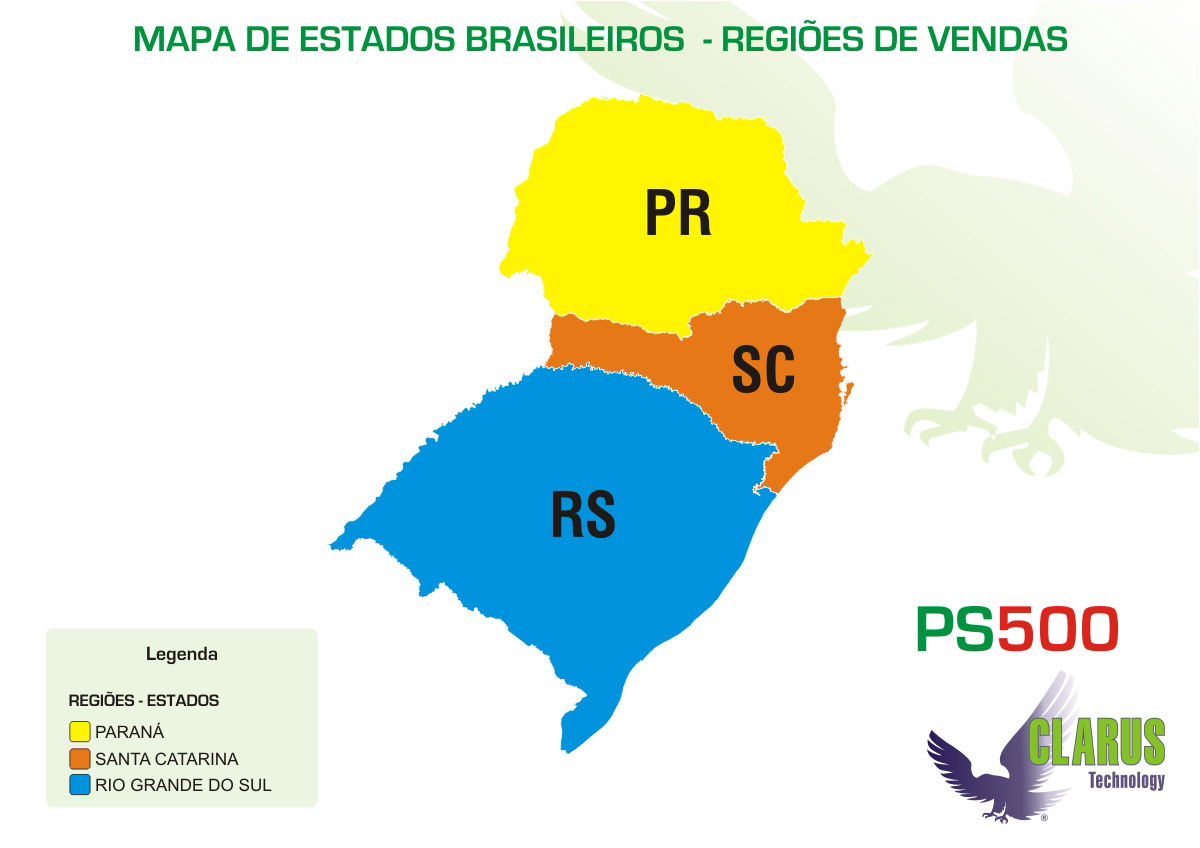 MAPA DE ESTADOS BRASILEIROS - REGIÕES DE VENDAS
PR
SC
RS
PS500
Legenda
REGIÕES - ESTADOS
PARANÁ
SANTA CATARINA
RIO GRANDE DO SUL
CLARUS
Technology
®